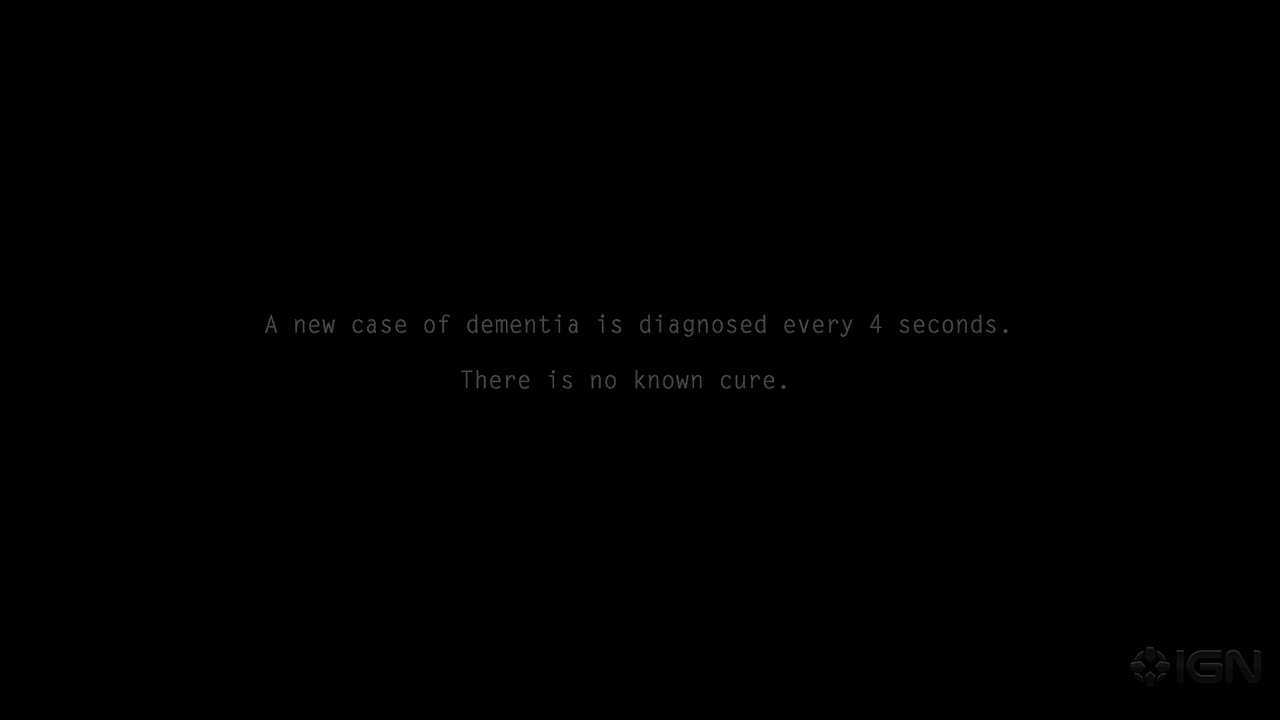 A new case of dementia is diagnosed every 4 seconds.
There is no known cure.
IGN